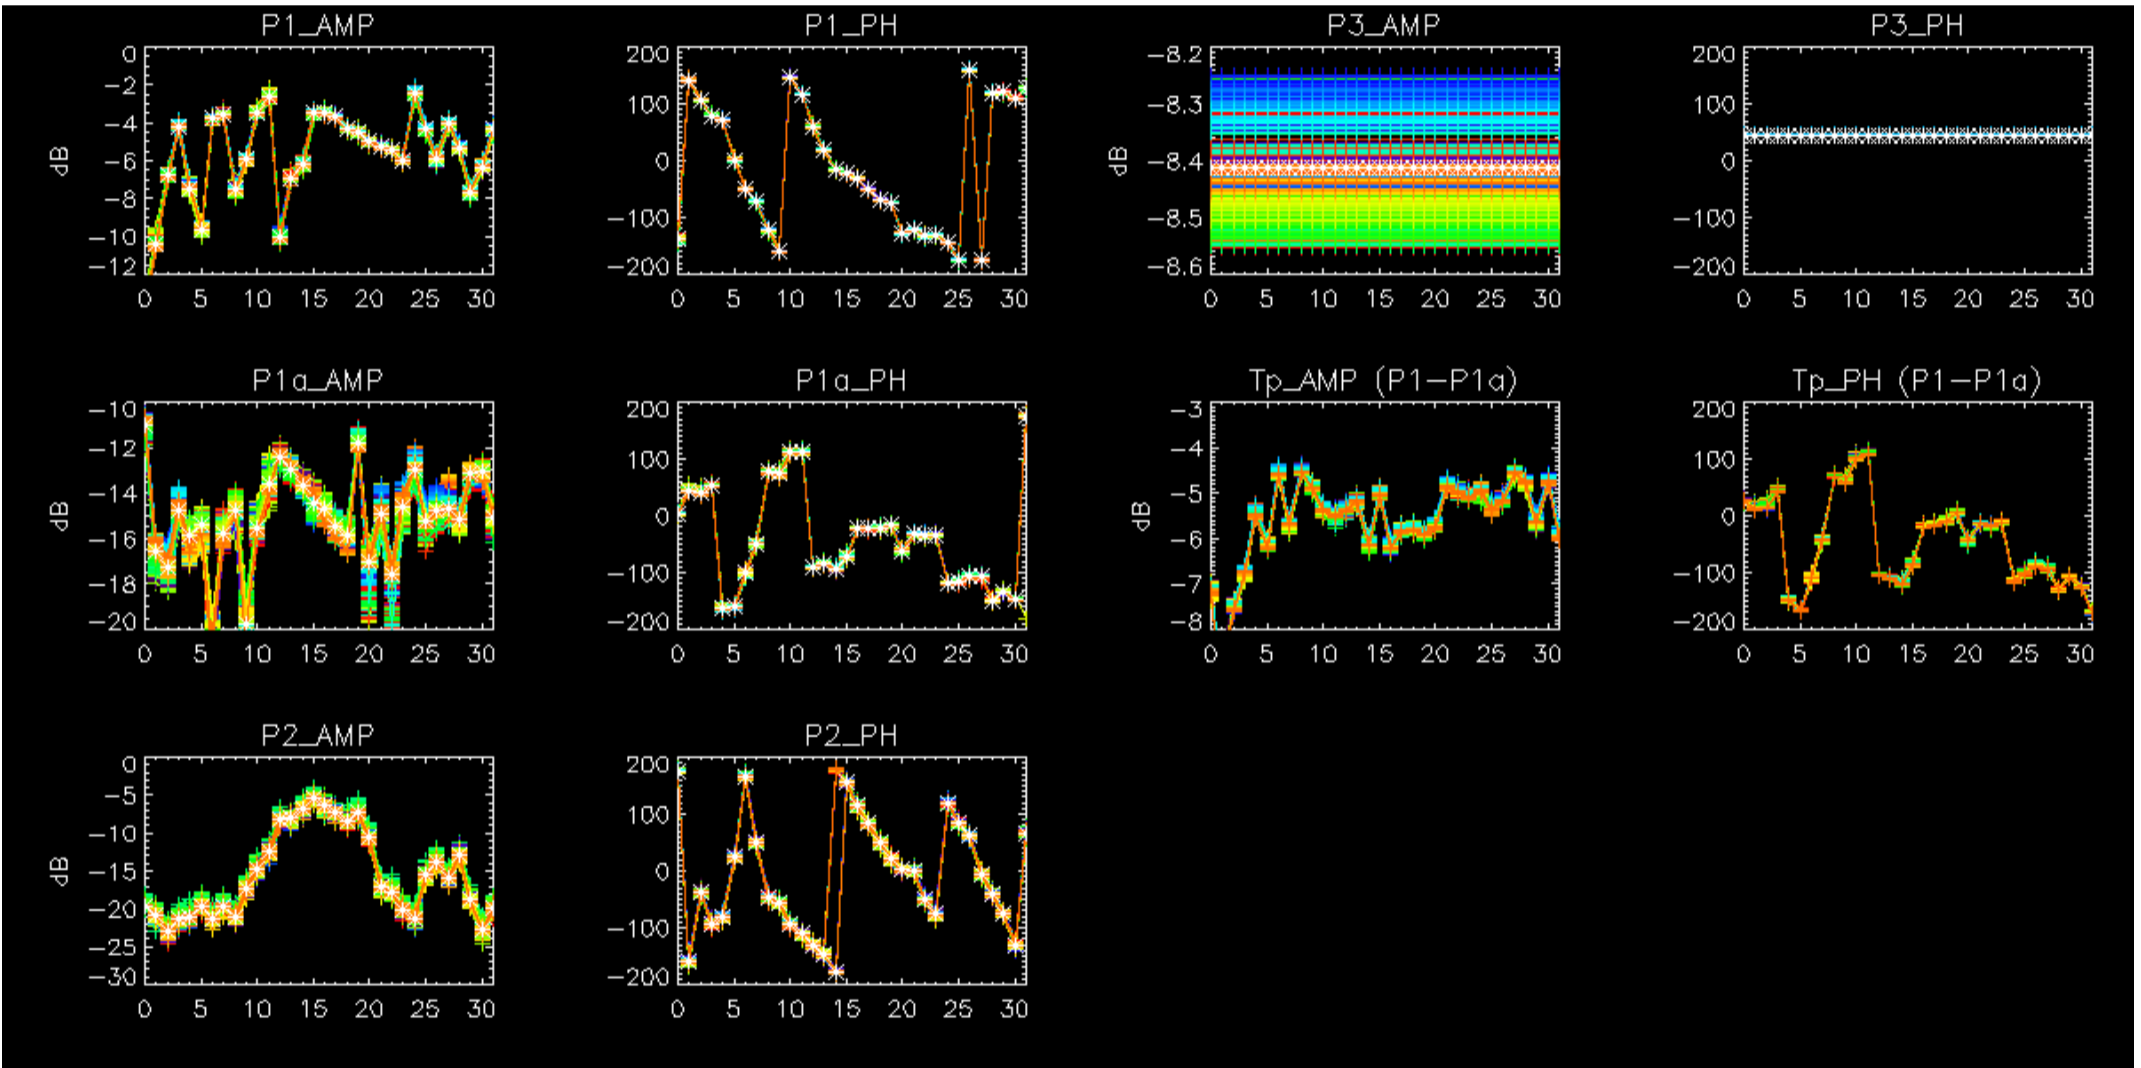 P1_AMP
P1_PH
P3_AMP
P3_PH
dB
0
−2
−4
−6
−8
−10
−12
0 5 10 15 20 25 30
200
100
0
−100
−200
0 5 10 15 20 25 30
dB
−8.2
−8.3
−8.4
−8.5
−8.6
0 5 10 15 20 25 30
200
100
0
−100
−200
0 5 10 15 20 25 30
P1a_AMP
P1a_PH
Tp_AMP (P1−P1a)
Tp_PH (P1−P1a)
dB
−10
−12
−14
−16
−18
−20
0 5 10 15 20 25 30
200
100
0
−100
−200
0 5 10 15 20 25 30
dB
−3
−4
−5
−6
−7
−8
0 5 10 15 20 25 30
200
100
0
−100
−200
0 5 10 15 20 25 30
P2_AMP
P2_PH
dB
0
−5
−10
−15
−20
−25
−30
0 5 10 15 20 25 30
200
100
0
−100
−200
0 5 10 15 20 25 30